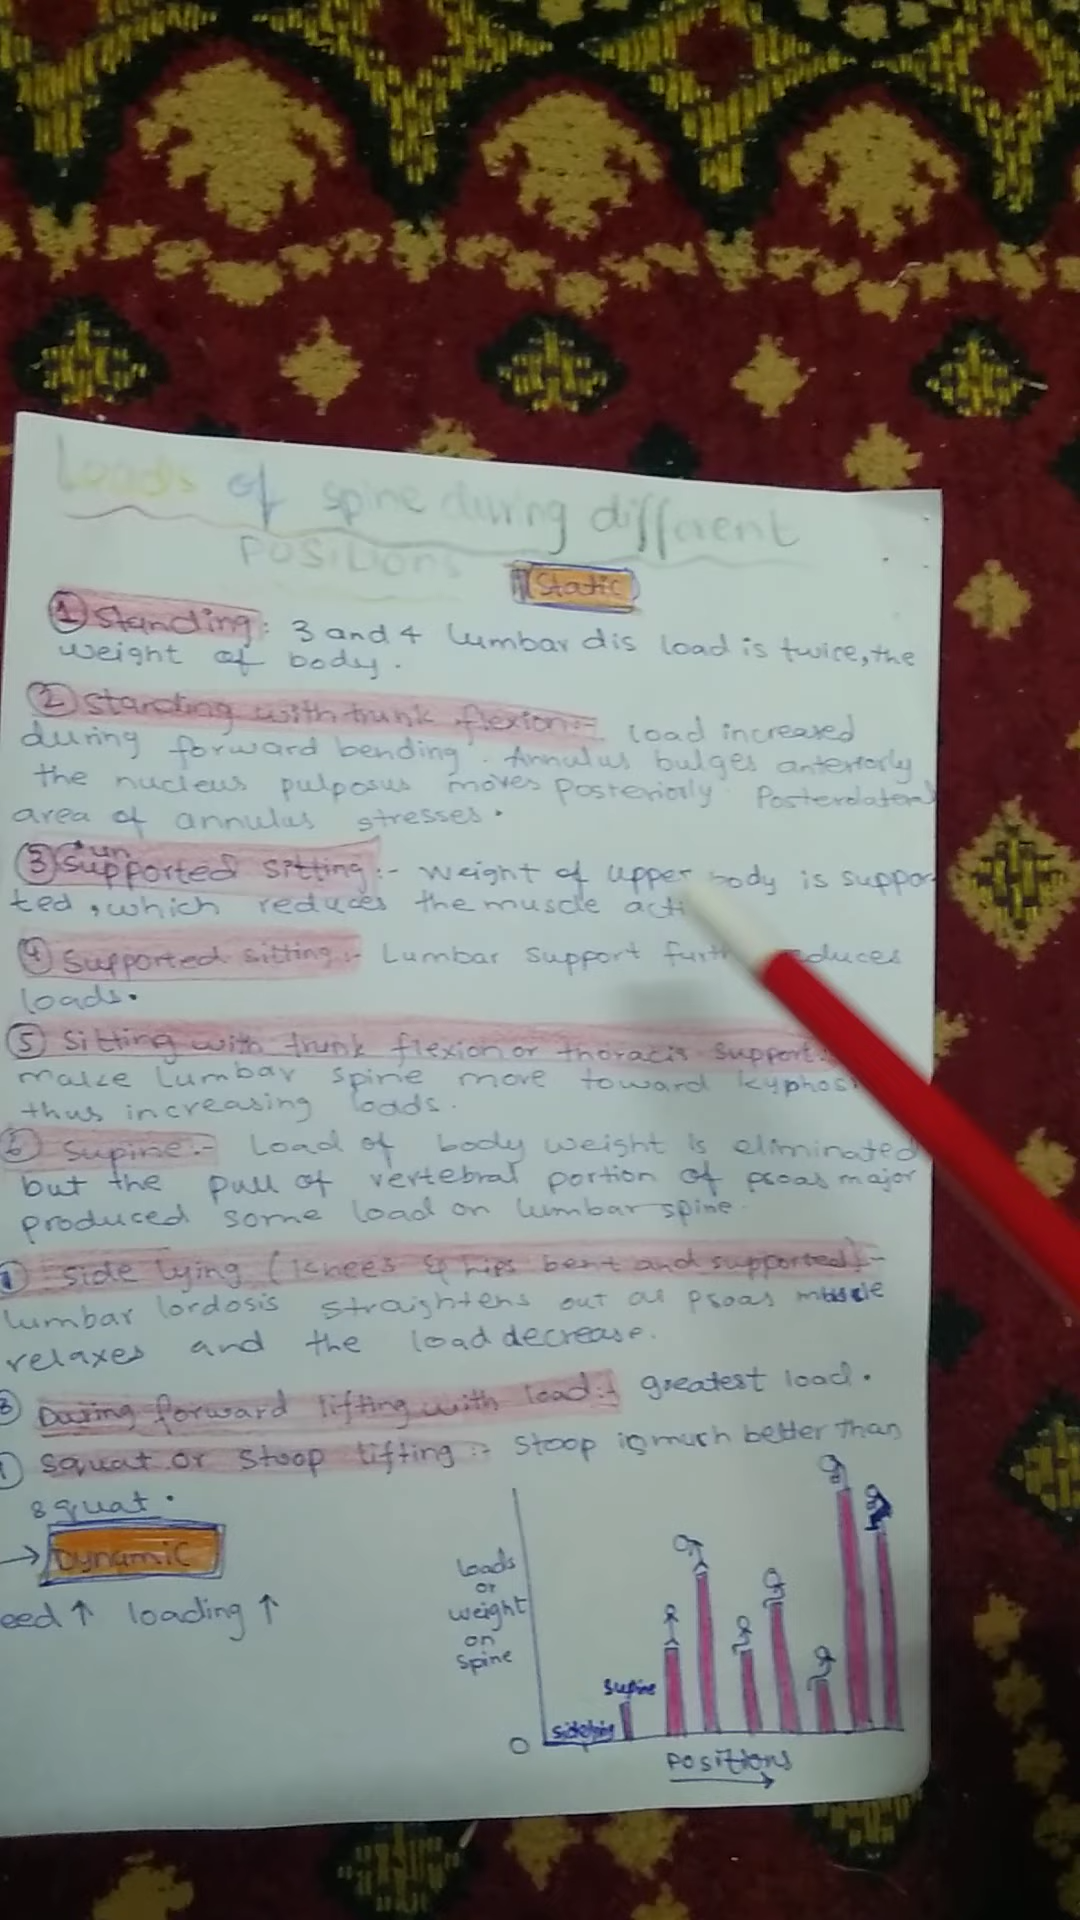 Loads of spine during different
positions
Static
① Standing: 3 and 4 lumbar dis load is twice, the
weight of body.
② Standing with trunk flexion:- load increased
during forward bending. Annulus bulges anteriorly
the nucleus pulposus moves posteriorly Posterolateral
area of annulus stresses.
③ unsupported sitting:- weight of upper body is suppor
ted, which reduces the muscle acti
④ Supported sitting:- Lumbar support reduces
loads.
⑤ Sitting with trunk flexion or thoracic support:
make lumbar spine more toward kyphosi
thus increasing loads.
⑥ Supine:- Load of body weight is eliminated
but the pull of vertebral portion of psoas major
produced some load on lumbar spine.
side lying (knees & hips bent and supported):-
lumbar lordosis straightens out as psoas muscle
relaxes and the load decrease.
During forward lifting with load:- greatest load.
Squat or Stoop lifting:- Stoop is much better than
squat.
→ Dynamic
eed ↑ loading ↑
Loads
or
weight
on
Spine
Supine
Sidelying
0
Positions
→